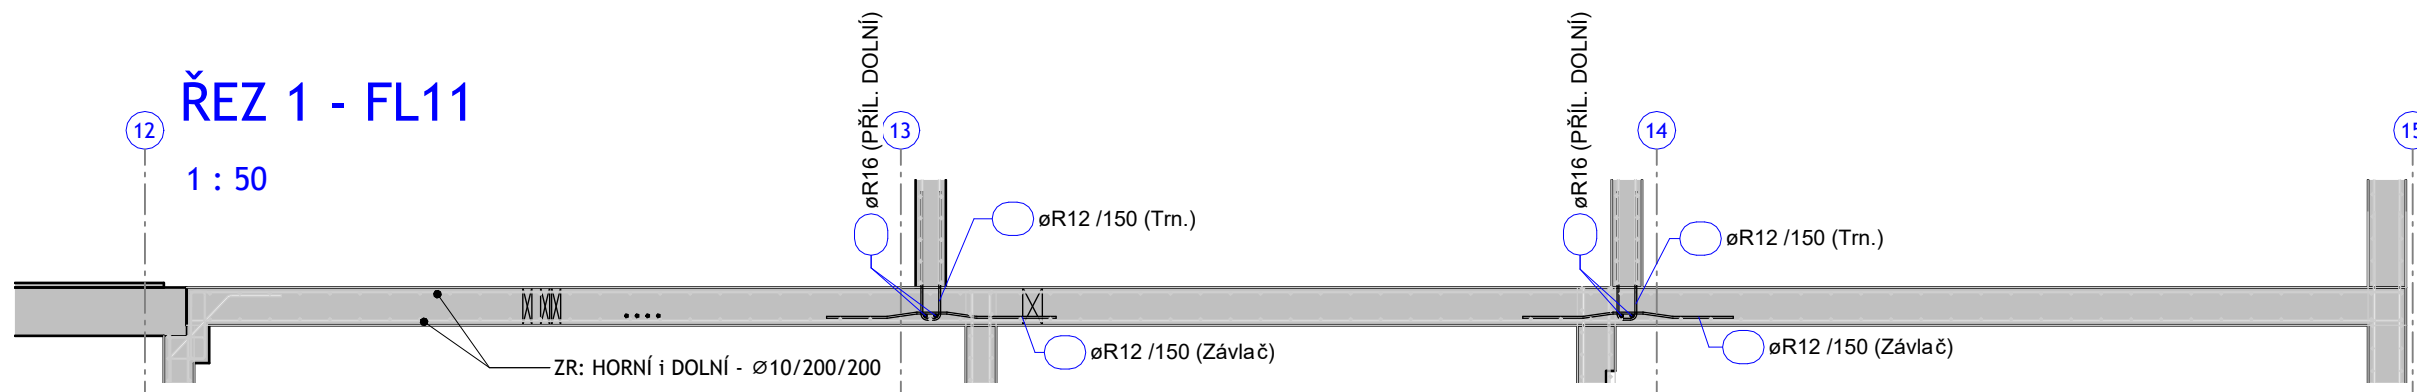 ŘEZ 1 - FL11
1 : 50
12
13
14
15
øR16 (PŘÍL. DOLNÍ)
øR12 /150 (Trn.)
øR16 (PŘÍL. DOLNÍ)
øR12 /150 (Trn.)
øR12 /150 (Závlač)
øR12 /150 (Závlač)
ZR: HORNÍ i DOLNÍ - Ø10/200/200